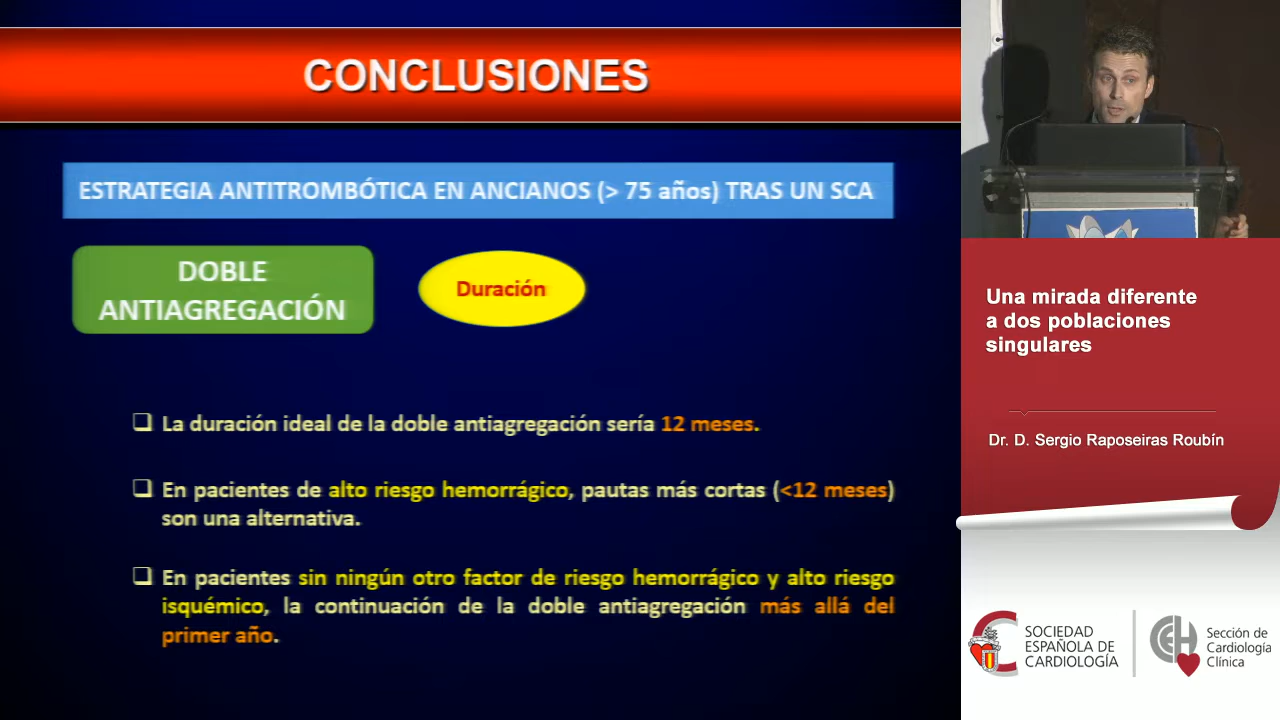 CONCLUSIONES
ESTRATEGIA ANTITROMBÓTICA EN ANCIANOS (> 75 años) TRAS UN SCA
DOBLE
ANTIAGREGACIÓN
Duración
La duración ideal de la doble antiagregación sería 12 meses.
En pacientes de alto riesgo hemorrágico, pautas más cortas (<12 meses)
son una alternativa.
En pacientes sin ningún otro factor de riesgo hemorrágico y alto riesgo
isquémico, la continuación de la doble antiagregación más allá del
primer año.
Una mirada diferente
a dos poblaciones
singulares
Dr. D. Sergio Raposeiras Roubín
SOCIEDAD
ESPAÑOLA DE
CARDIOLOGÍA
Sección de
Cardiología
Clínica